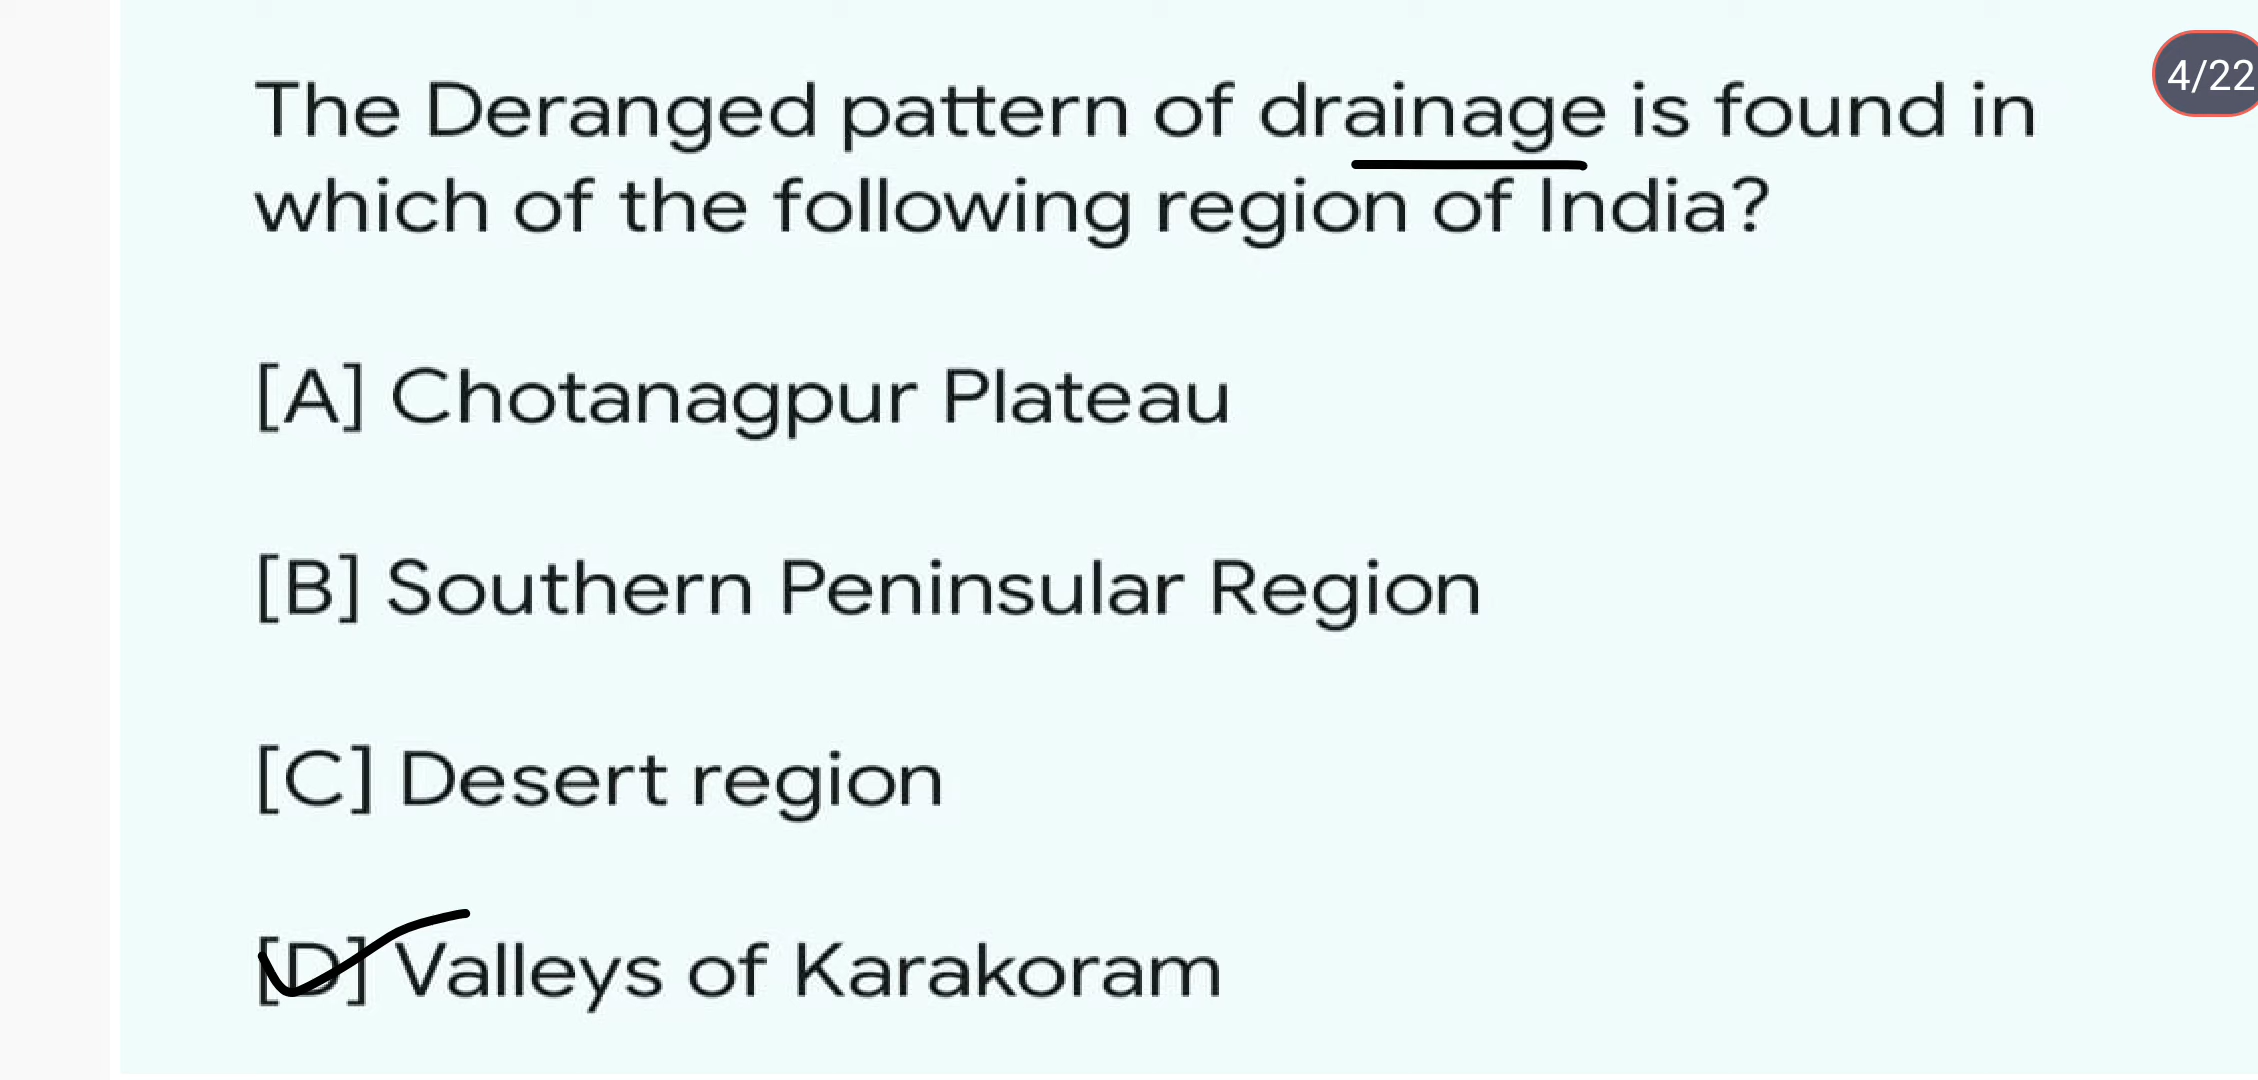 The Deranged pattern of drainage is found in
4/22
which of the following region of India?
[A] Chotanagpur Plateau
[B] Southern Peninsular Region
[C] Desert region
[D] Valleys of Karakoram